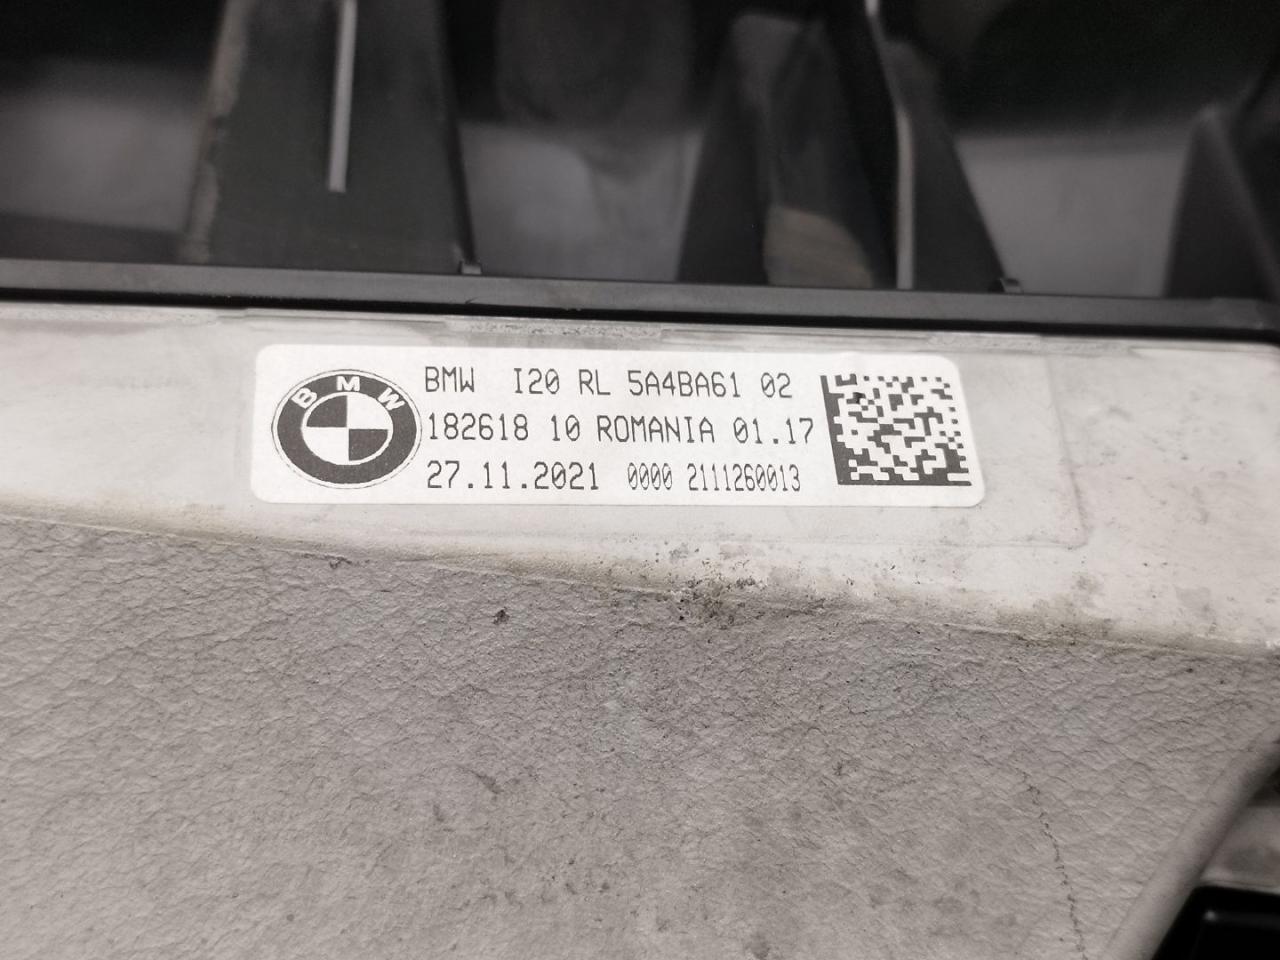 BMW
BMW I20 RL 5A4BA61 02
182618 10 ROMANIA 01.17
27.11.2021 0000 2111260013